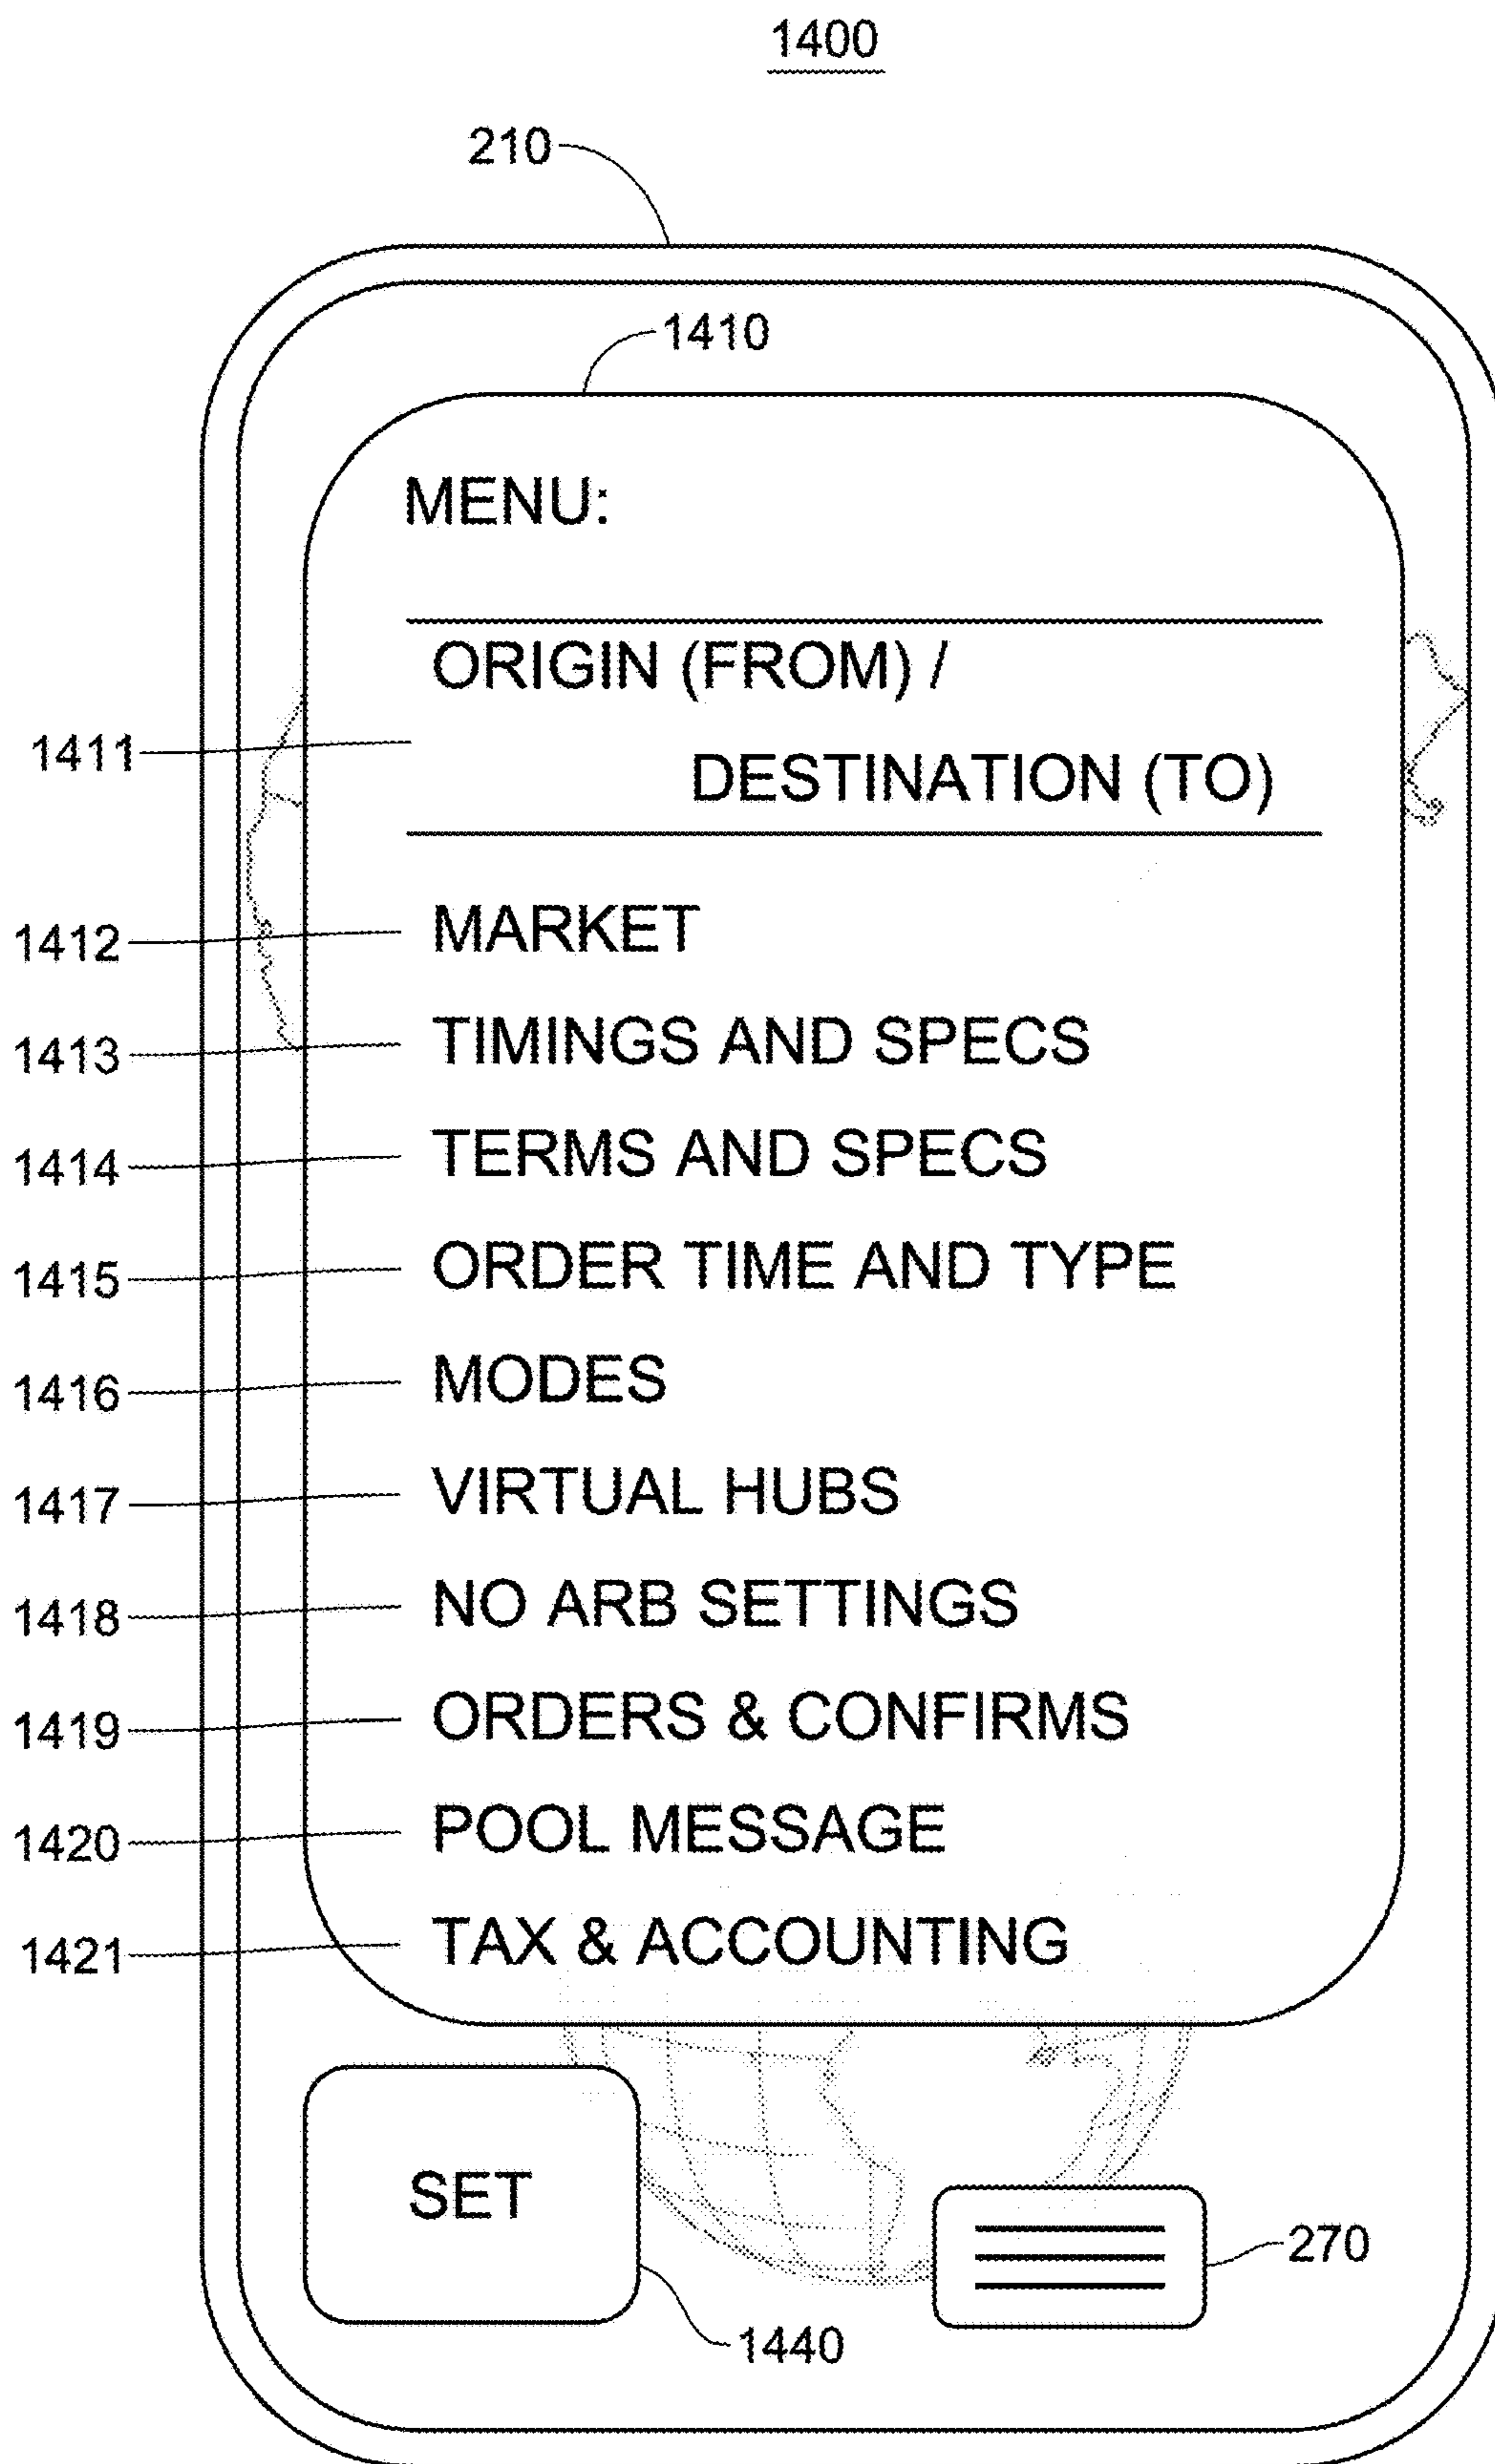 1400
210
1410
MENU:
ORIGIN (FROM) /
1411
DESTINATION (TO)
1412 MARKET
1413 TIMINGS AND SPECS
1414 TERMS AND SPECS
1415 ORDER TIME AND TYPE
1416 MODES
1417 VIRTUAL HUBS
1418 NO ARB SETTINGS
1419 ORDERS & CONFIRMS
1420 POOL MESSAGE
1421 TAX & ACCOUNTING
SET
270
1440